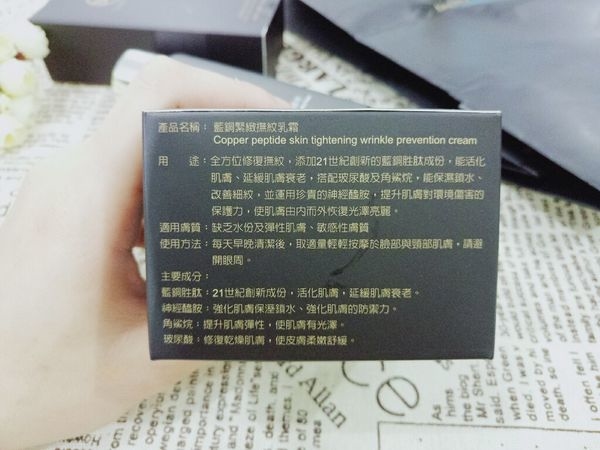 產品名稱：藍銅緊緻撫紋乳霜
Copper peptide skin tightening wrinkle prevention cream
用　　途：全方位修復撫紋，添加21世紀創新的藍銅胜肽成份，能活化
肌膚、延緩肌膚衰老，搭配玻尿酸及角鯊烷，能保濕鎖水、
改善細紋，並運用珍貴的神經醯胺，提升肌膚對環境傷害的
保護力，使肌膚由內而外恢復光澤亮麗。
適用膚質：缺乏水份及彈性肌膚、敏感性膚質
使用方法：每天早晚清潔後，取適量輕輕按摩於臉部與頸部肌膚，請避
開眼周。
主要成分：
藍銅胜肽：21世紀創新成份，活化肌膚，延緩肌膚衰老。
神經醯胺：強化肌膚保溼鎖水、強化肌膚的防禦力。
角鯊烷：提升肌膚彈性，使肌膚有光澤。
玻尿酸：修復乾燥肌膚，使皮膚柔嫩舒緩。
Allan